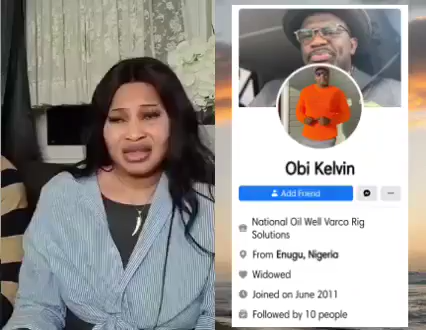 Obi Kelvin
Add Friend
National Oil Well Varco Rig
Solutions
From Enugu, Nigeria
Widowed
Joined on June 2011
Followed by 10 people